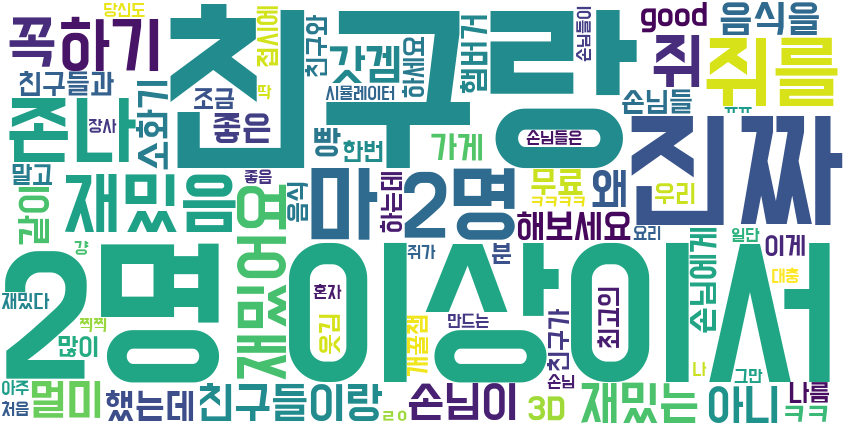 당신도
친구랑
꼭하기
접시에
친구와
갓겜
하세요
햄버거
손님들이
good
음식을
쥐
쥐를
친구들과
조금
시뮬레이터
딱
손님들
ㅠㅠ
존나
장사
소화기
좋은
빵
한번
가게
손님들은
진짜
말고
같이
재밌음
좋음
재밌어요
음식
마
하는데
2명
무료
ㅋㅋㅋㅋ
왜
우리
해보세요
요리
걍
2명이상이서
쥐가
분
손님에게
일단
이게
대충
재밌다
찍찍
많이
혼자
웃김
개꿀잼
만드는
친구가
최고의
나
그만
아주
처음
멀미
했는데
친구들이랑
ㄹㅇ
손님이
손님
3D
재밌는
아니
나름
ㅋㅋ